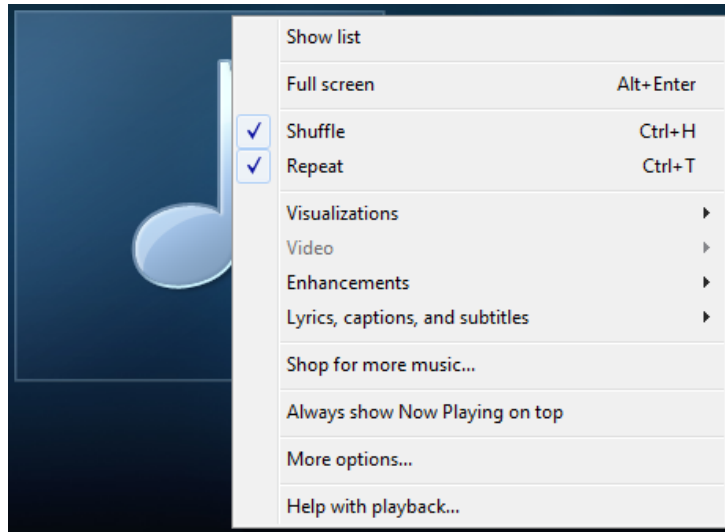 Show list
Full screen Alt+Enter
Shuffle Ctrl+H
Repeat Ctrl+T
Visualizations
Video
Enhancements
Lyrics, captions, and subtitles
Shop for more music...
Always show Now Playing on top
More options...
Help with playback...